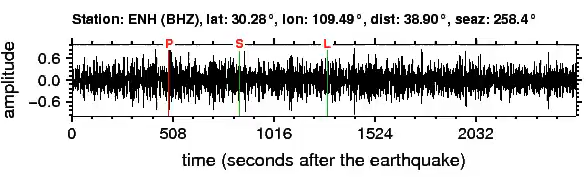 Station: ENH (BHZ), lat: 30.28°, lon: 109.49°, dist: 38.90°, seaz: 258.4°
P S L
amplitude
0.6
0.0
−0.6
0 508 1016 1524 2032
time (seconds after the earthquake)